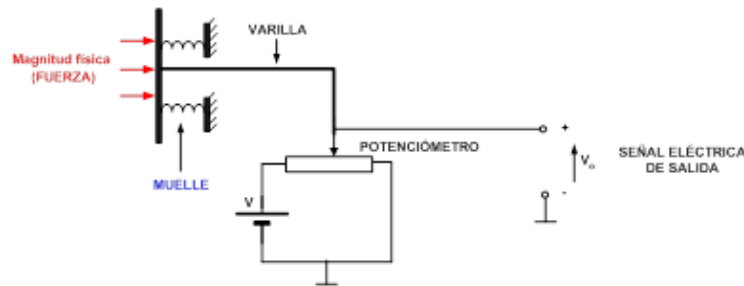 VARILLA
Magnitud física
(FUERZA)
POTENCIÓMETRO
+
SEÑAL ELÉCTRICA
DE SALIDA
Vo
-
MUELLE
V